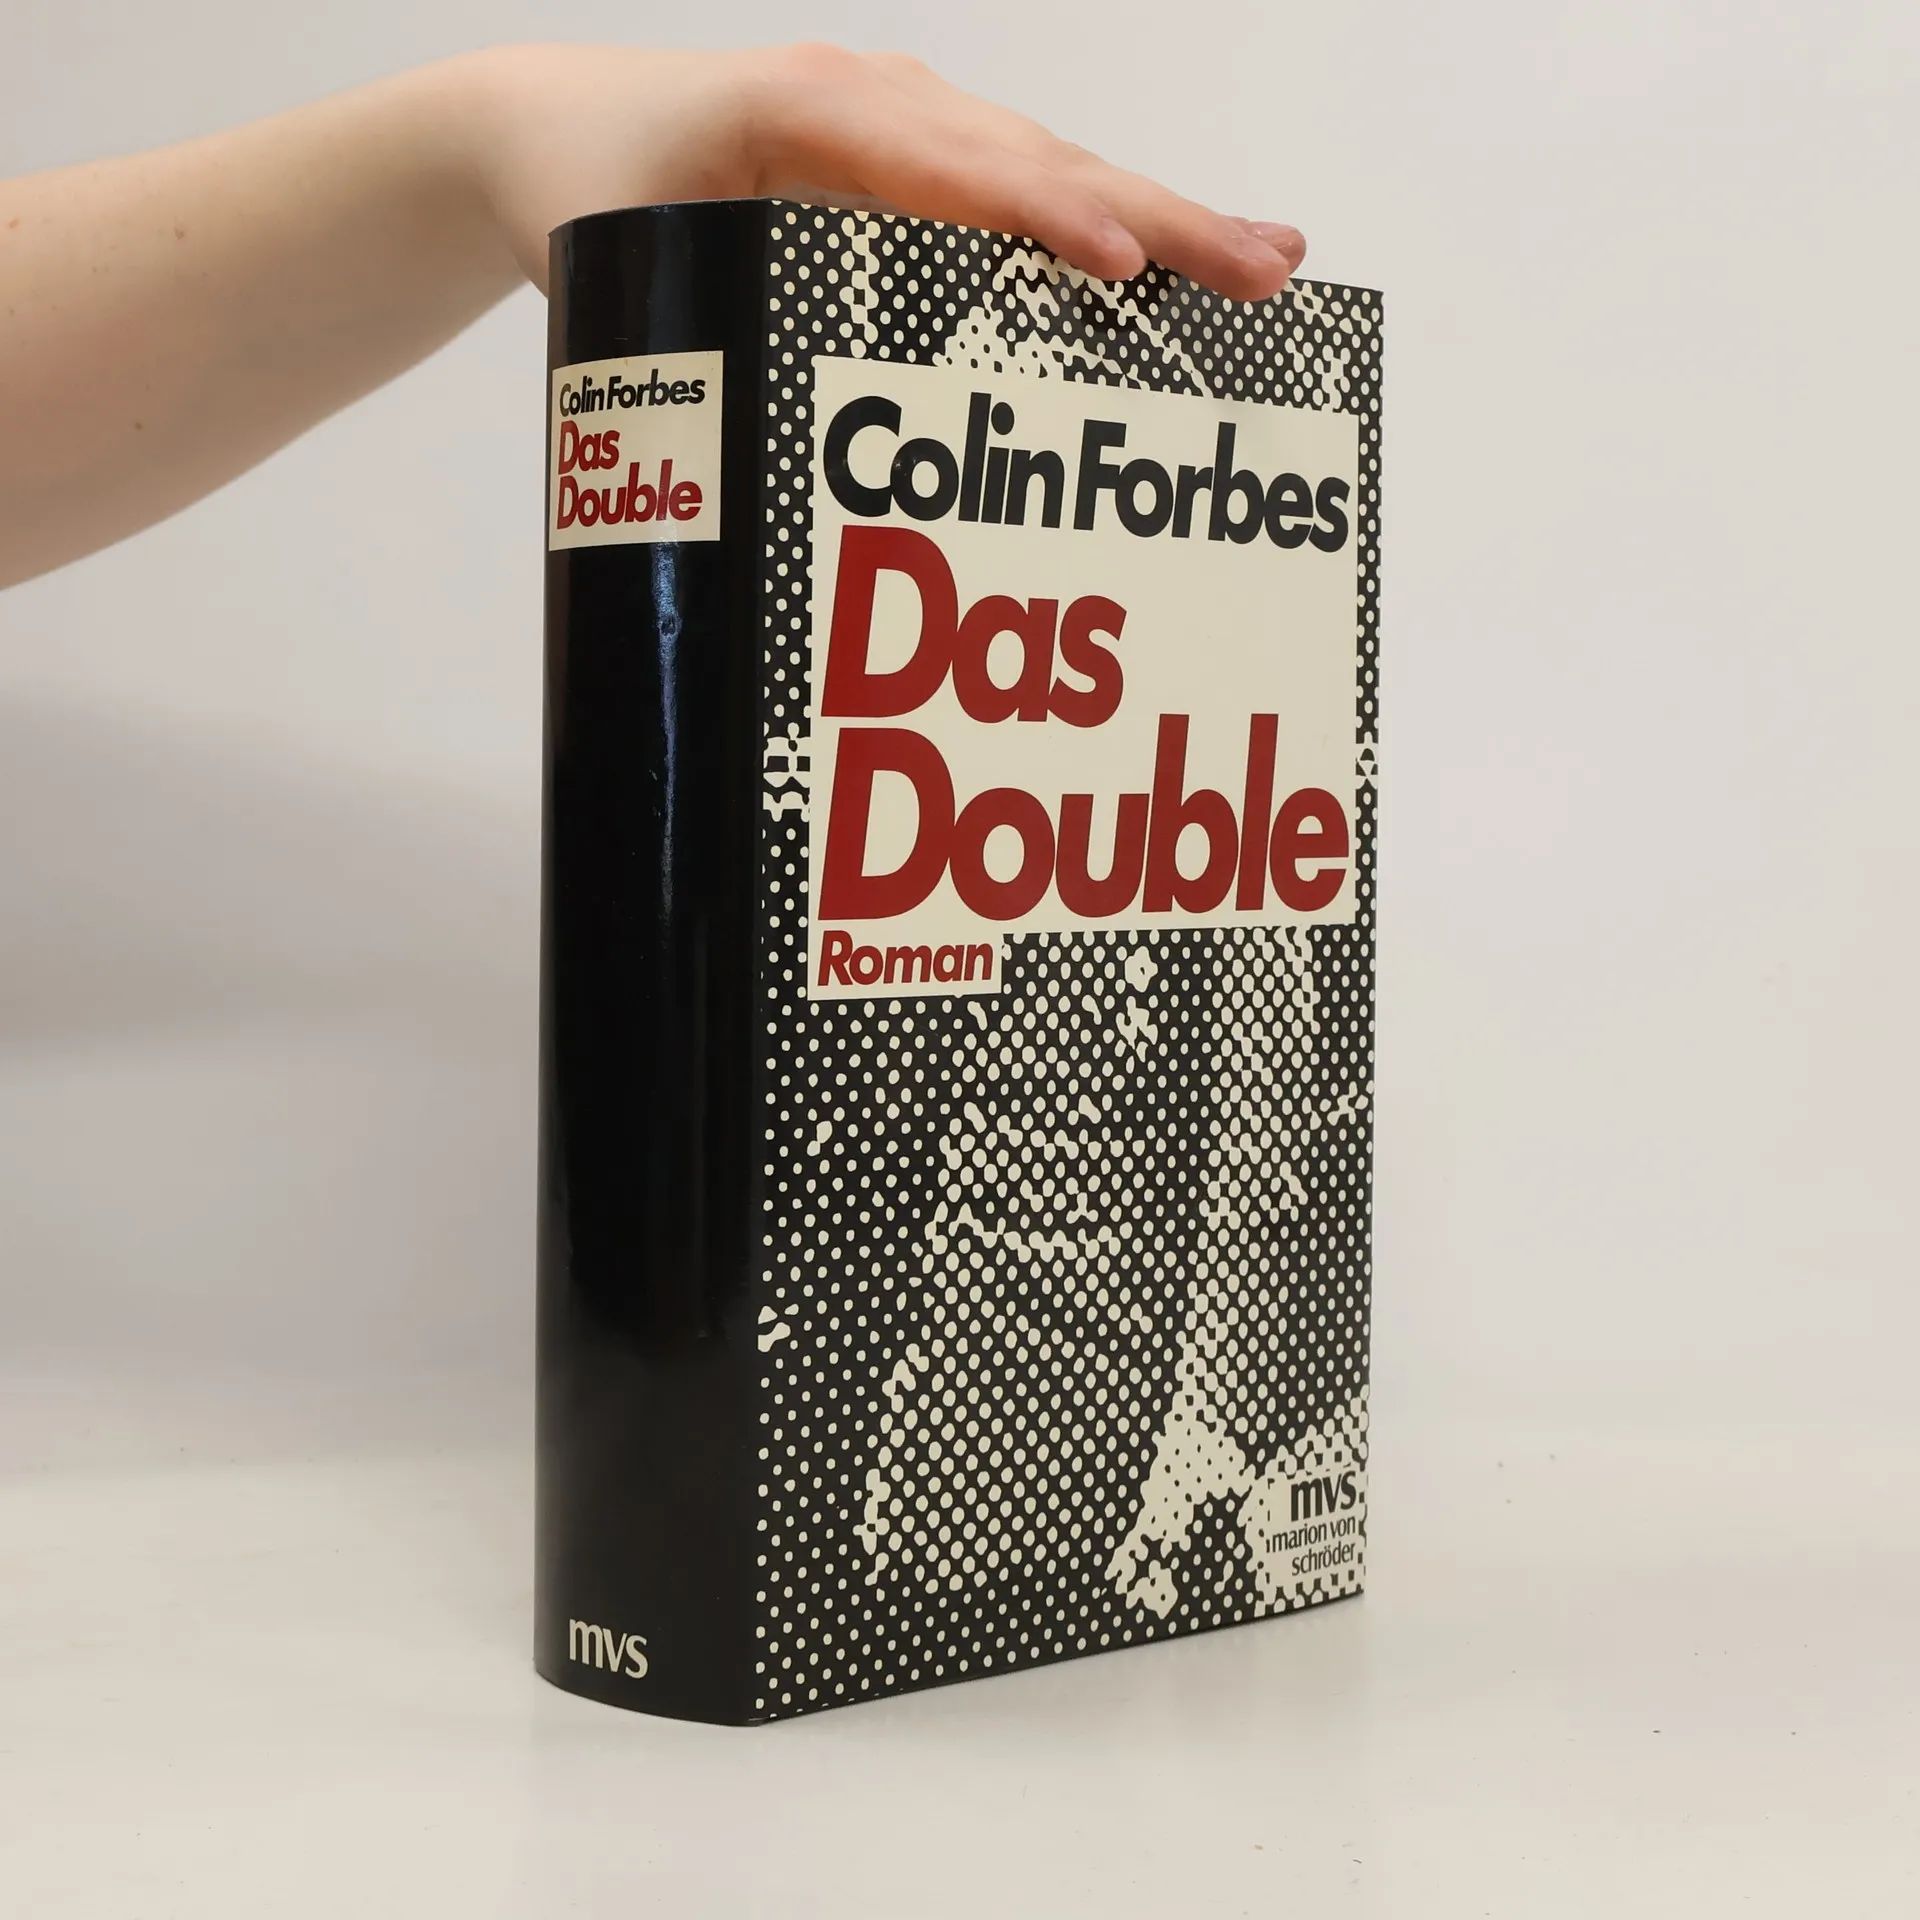 Colin Forbes
Das
Double
mvs
Colin Forbes
Das
Double
Roman
mvs
marion von
schröder